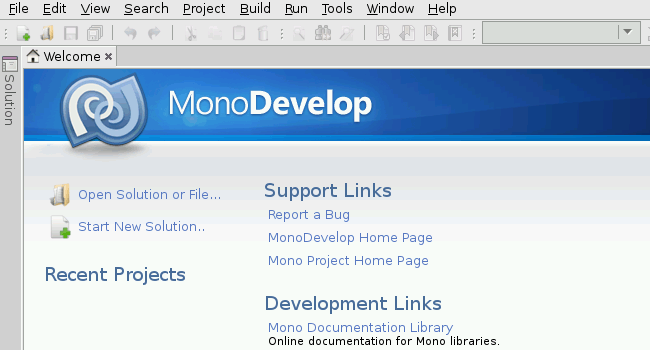 File Edit View Search Project Build Run Tools Window Help
Welcome
Solution
MonoDevelop
Open Solution or File...
Start New Solution..
Recent Projects
Support Links
Report a Bug
MonoDevelop Home Page
Mono Project Home Page
Development Links
Mono Documentation Library
Online documentation for Mono libraries.